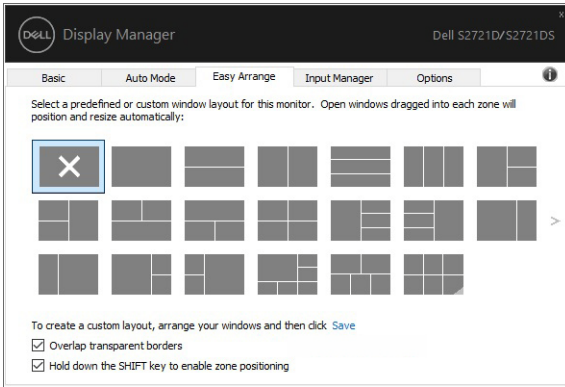 x
DELL Display Manager Dell S2721D/S2721DS
Basic Auto Mode Easy Arrange Input Manager Options i
Select a predefined or custom window layout for this monitor. Open windows dragged into each zone will
position and resize automatically:
>
To create a custom layout, arrange your windows and then click Save
Overlap transparent borders
Hold down the SHIFT key to enable zone positioning